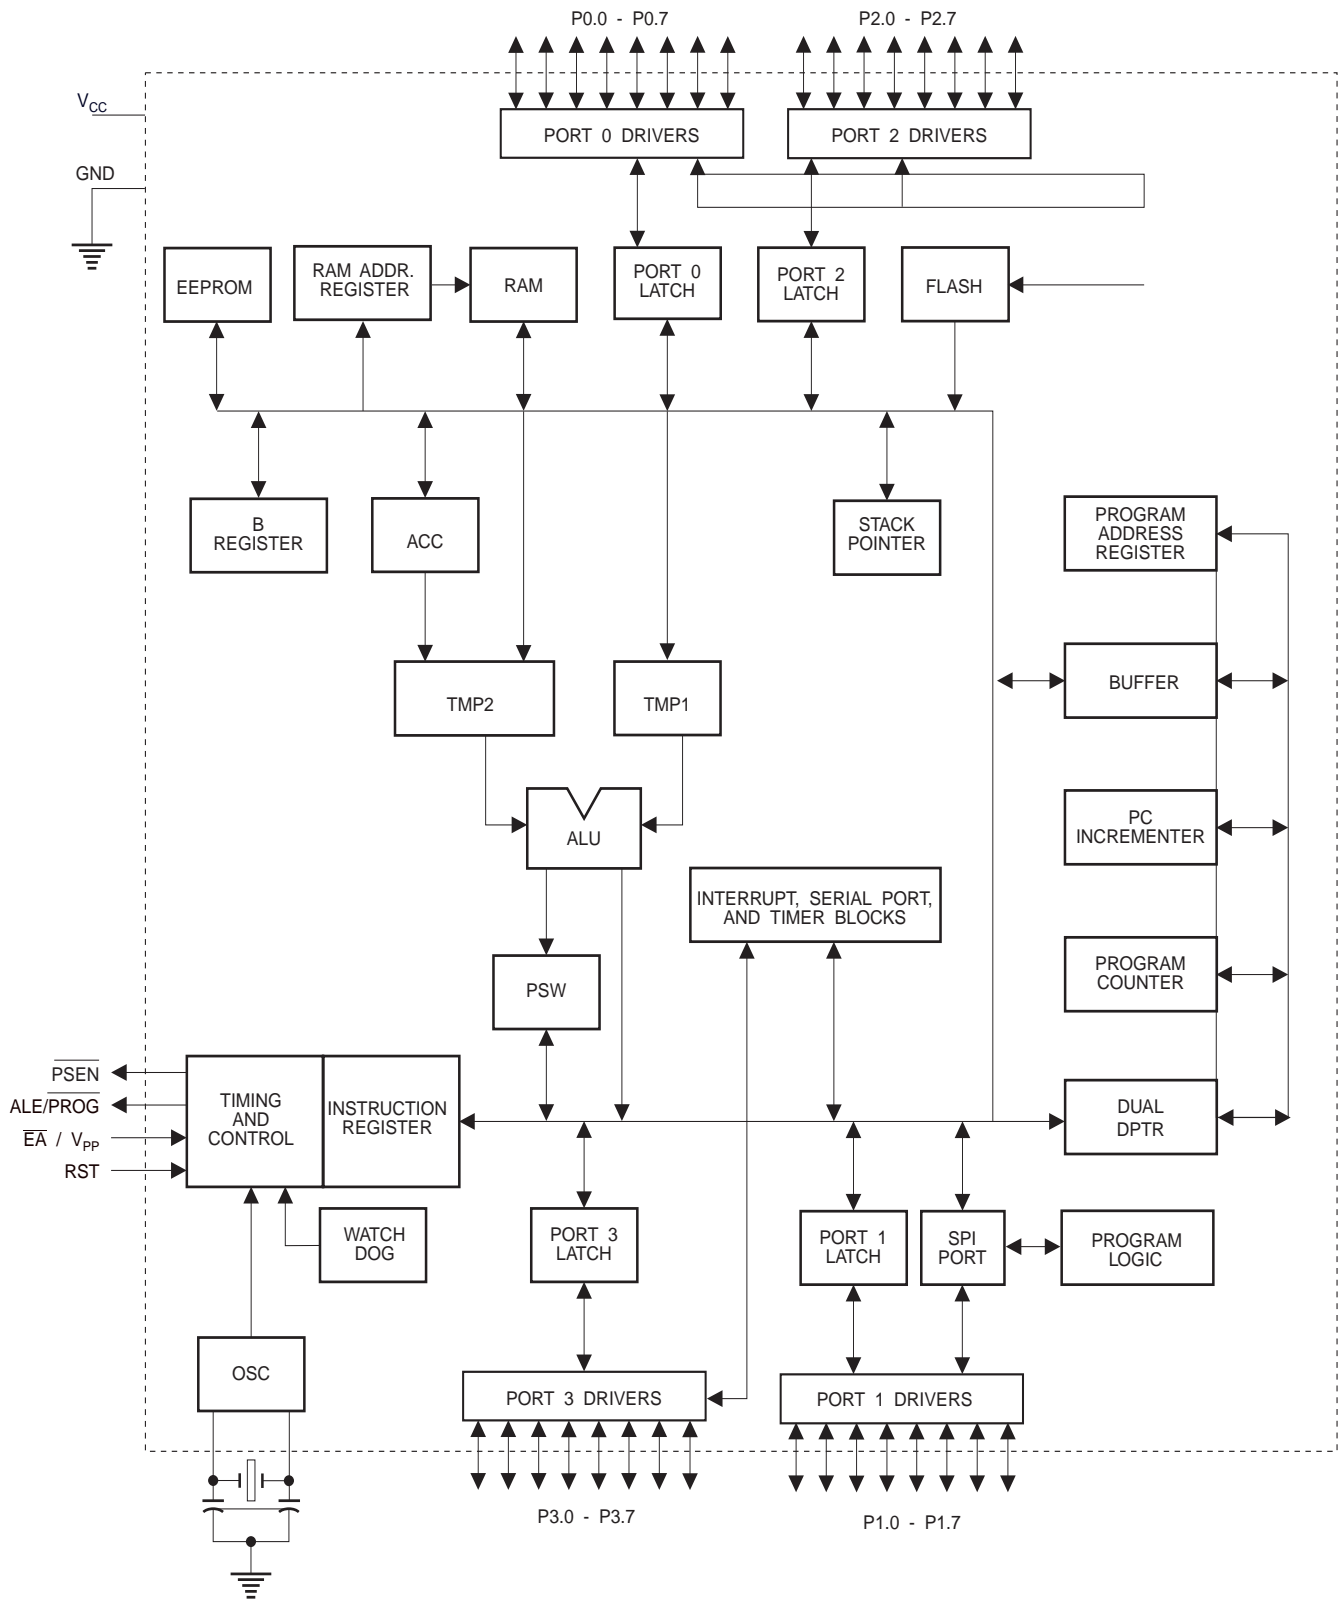 P0.0 - P0.7
P2.0 - P2.7
VCC
PORT 0 DRIVERS
PORT 2 DRIVERS
GND
EEPROM
RAM ADDR.
REGISTER
RAM
PORT 0
LATCH
PORT 2
LATCH
FLASH
B
REGISTER
ACC
STACK
POINTER
PROGRAM
ADDRESS
REGISTER
TMP2
TMP1
BUFFER
ALU
PC
INCREMENTER
INTERRUPT, SERIAL PORT,
AND TIMER BLOCKS
PSW
PROGRAM
COUNTER
PSEN
ALE/PROG
EA / VPP
RST
TIMING
AND
CONTROL
INSTRUCTION
REGISTER
DUAL
DPTR
WATCH
DOG
PORT 3
LATCH
PORT 1
LATCH
SPI
PORT
PROGRAM
LOGIC
OSC
PORT 3 DRIVERS
PORT 1 DRIVERS
P3.0 - P3.7
P1.0 - P1.7